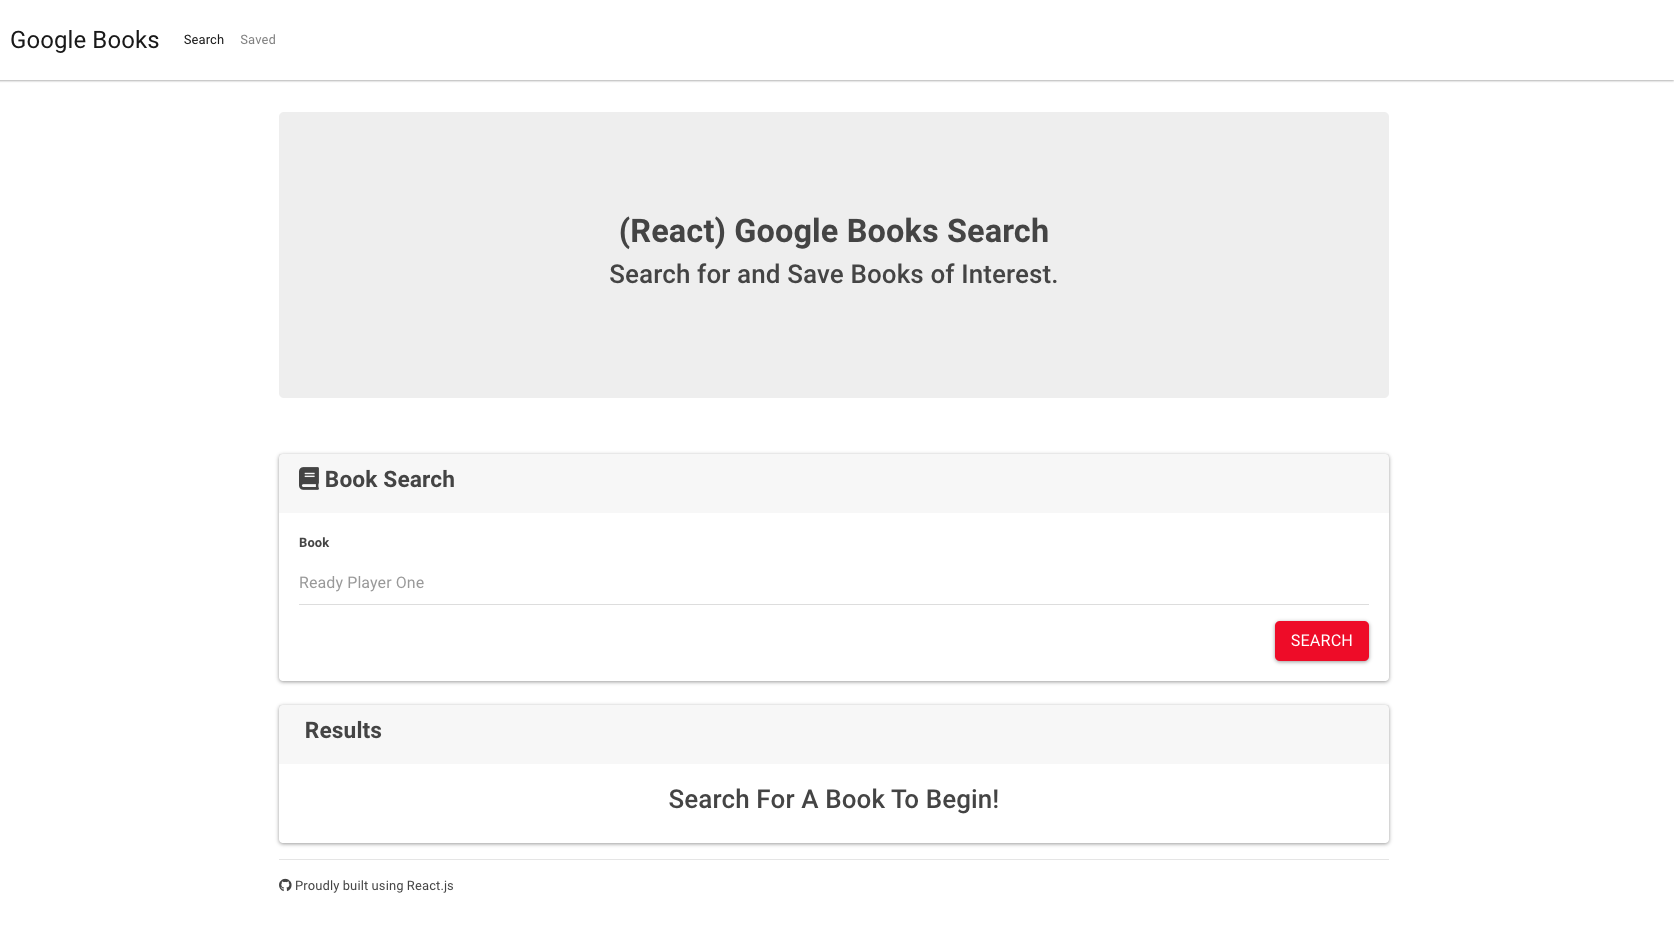 Google Books Search Saved
(React) Google Books Search
Search for and Save Books of Interest.
Book Search
Book
Ready Player One
SEARCH
Results
Search For A Book To Begin!
Proudly built using React.js